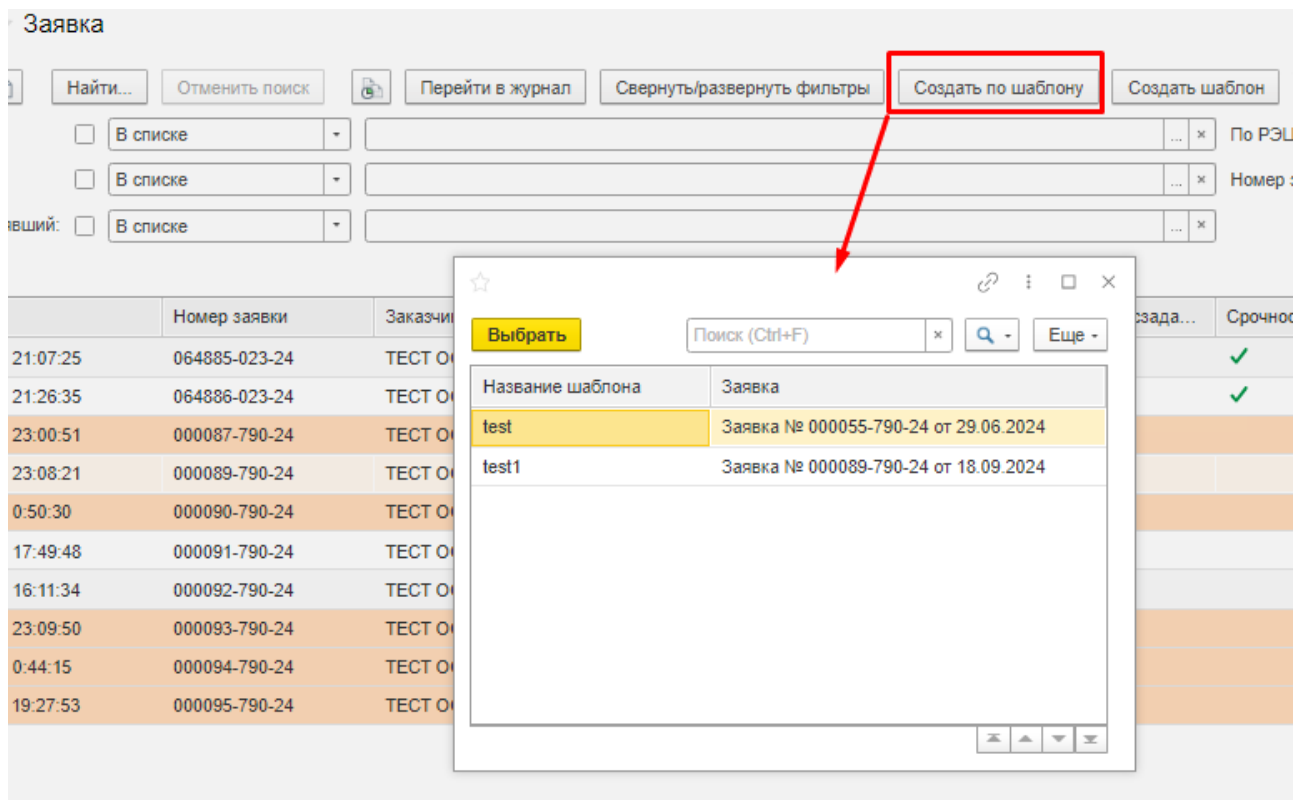 Заявка
Найти... Отменить поиск Перейти в журнал Свернуть/развернуть фильтры Создать по шаблону Создать шаблон
В списке ... × По РЭЦ
В списке ... × Номер
явший: В списке ... ×
Выбрать Поиск (Ctrl+F) × Еще
Номер заявки Заказчи Срочнос
Название шаблона Заявка
test Заявка № 000055-790-24 от 29.06.2024
test1 Заявка № 000089-790-24 от 18.09.2024
21:07:25 064885-023-24 ТЕСТ О
21:26:35 064886-023-24 ТЕСТ О
23:00:51 000087-790-24 ТЕСТ О
23:08:21 000089-790-24 ТЕСТ О
0:50:30 000090-790-24 ТЕСТ О
17:49:48 000091-790-24 ТЕСТ О
16:11:34 000092-790-24 ТЕСТ О
23:09:50 000093-790-24 ТЕСТ О
0:44:15 000094-790-24 ТЕСТ О
19:27:53 000095-790-24 ТЕСТ О